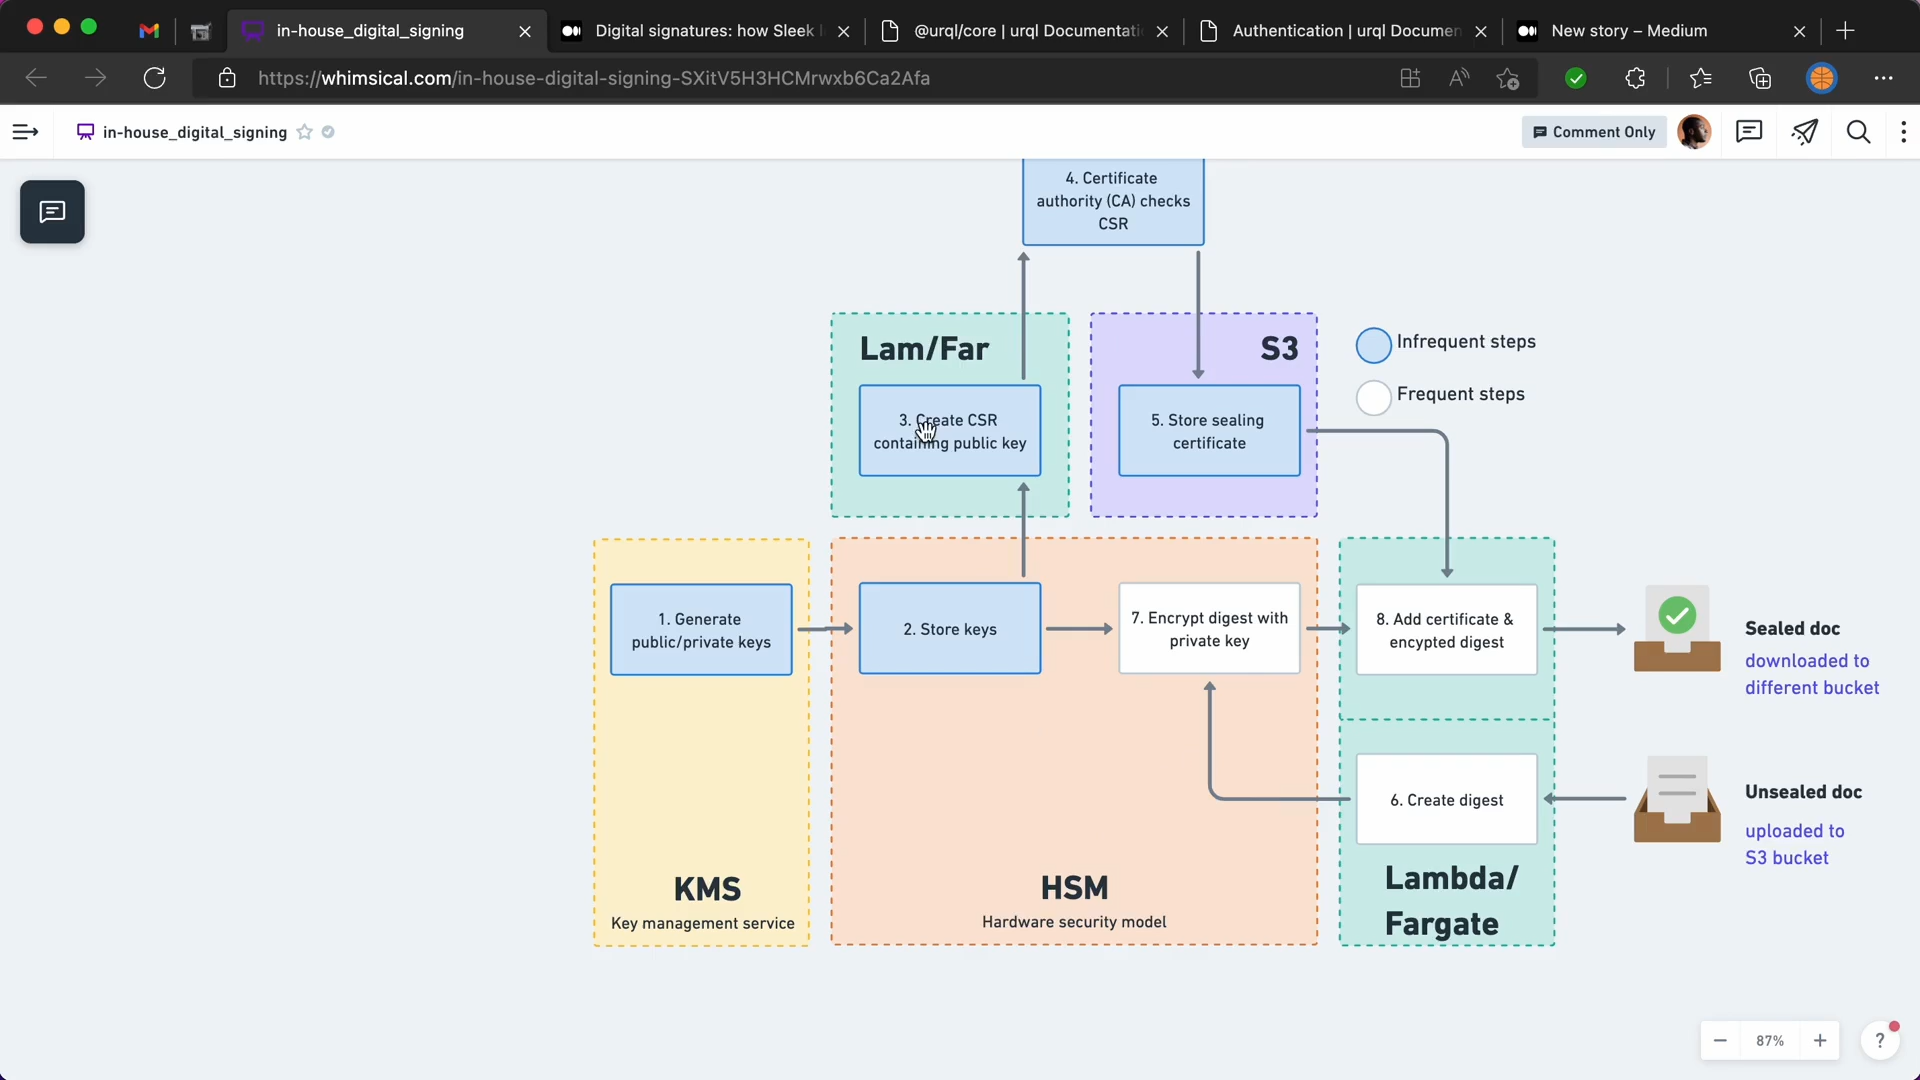 in-house_digital_signing
Digital signatures: how Sleek
@urql/core | urql Documentati
Authentication | urql Documen
New story – Medium
https://whimsical.com/in-house-digital-signing-SXitV5H3HCMrwxb6Ca2Afa
in-house_digital_signing
Comment Only
4. Certificate
authority (CA) checks
CSR
Lam/Far
S3
Infrequent steps
Frequent steps
3. Create CSR
containing public key
5. Store sealing
certificate
1. Generate
public/private keys
2. Store keys
7. Encrypt digest with
private key
8. Add certificate &
encypted digest
Sealed doc
downloaded to
different bucket
6. Create digest
Unsealed doc
uploaded to
S3 bucket
KMS
Key management service
HSM
Hardware security model
Lambda/
Fargate
87%